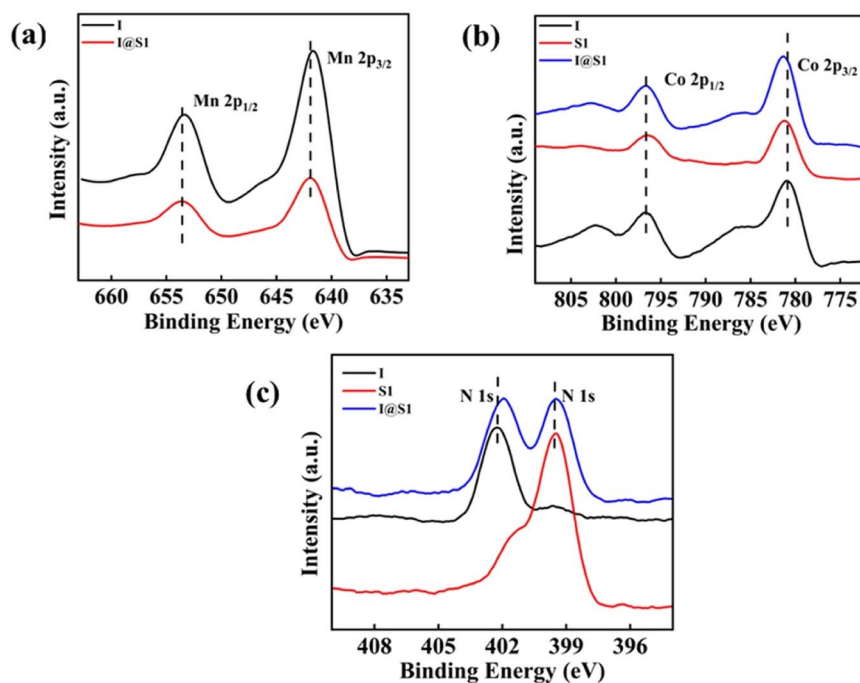 (a)
I
I@S1
Mn 2p1/2
Mn 2p3/2
Intensity (a.u.)
660 655 650 645 640 635
Binding Energy (eV)
(b)
I
S1
I@S1
Co 2p1/2
Co 2p3/2
Intensity (a.u.)
805 800 795 790 785 780 775
Binding Energy (eV)
(c)
I
S1
I@S1
N 1s
N 1s
Intensity (a.u.)
408 405 402 399 396
Binding Energy (eV)